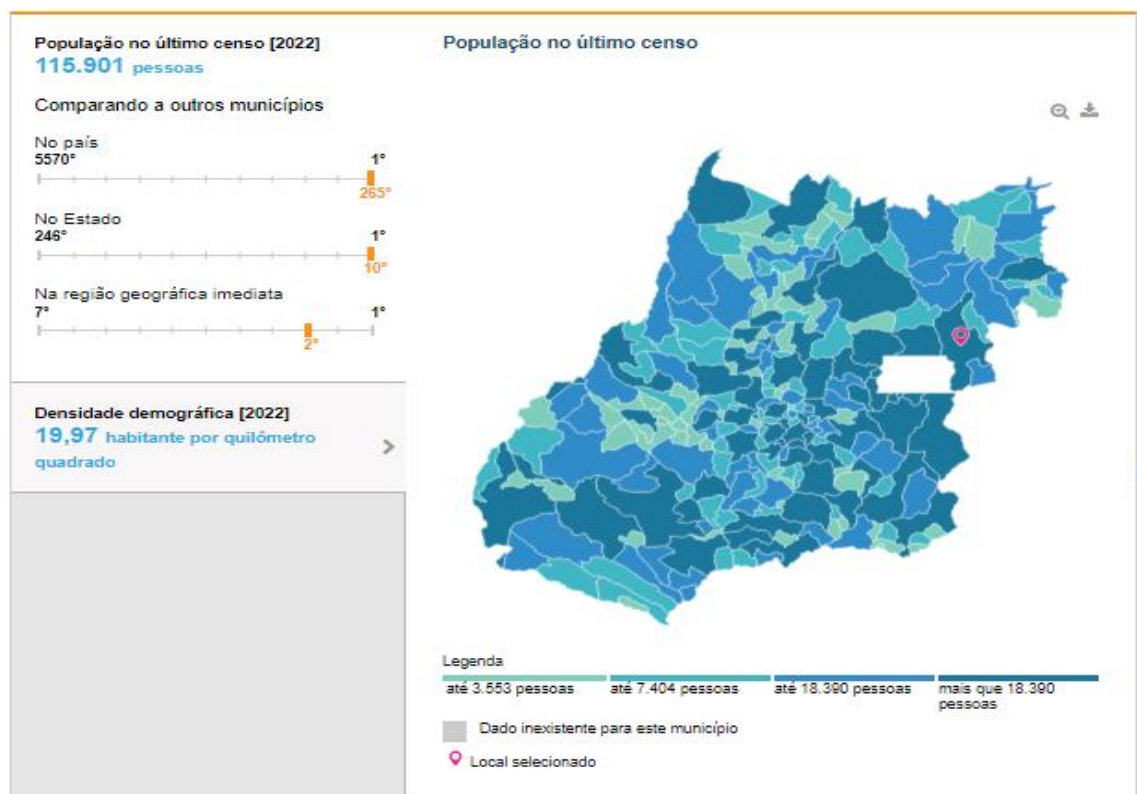 População no último censo [2022]
115.901 pessoas
Comparando a outros municípios
No país
5570° 1°
265°
No Estado
246° 1°
10°
Na região geográfica imediata
7° 1°
2°
Densidade demográfica [2022]
19,97 habitante por quilômetro
quadrado
População no último censo
Legenda
até 3.553 pessoas até 7.404 pessoas até 18.390 pessoas mais que 18.390
pessoas
Dado inexistente para este município
Local selecionado